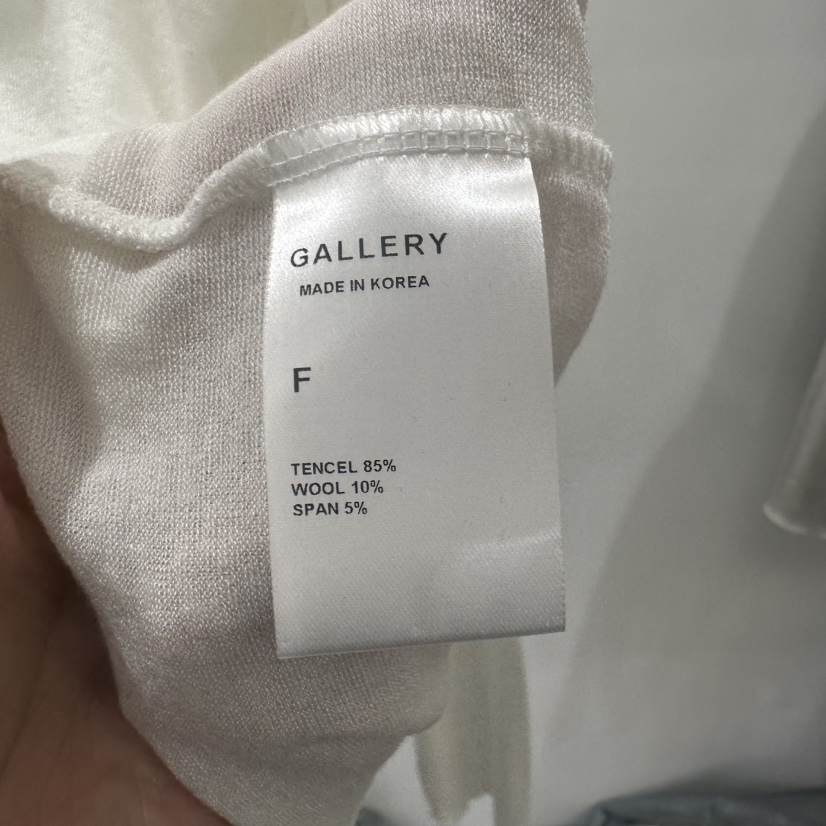 GALLERY
MADE IN KOREA
F
TENCEL 85%
WOOL 10%
SPAN 5%